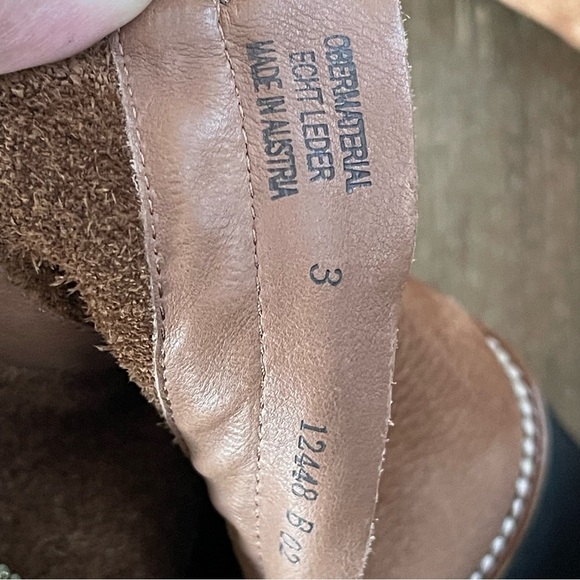 OBERMATERIAL
ECHT LEDER
MADE IN AUSTRIA
3
12448 B 02